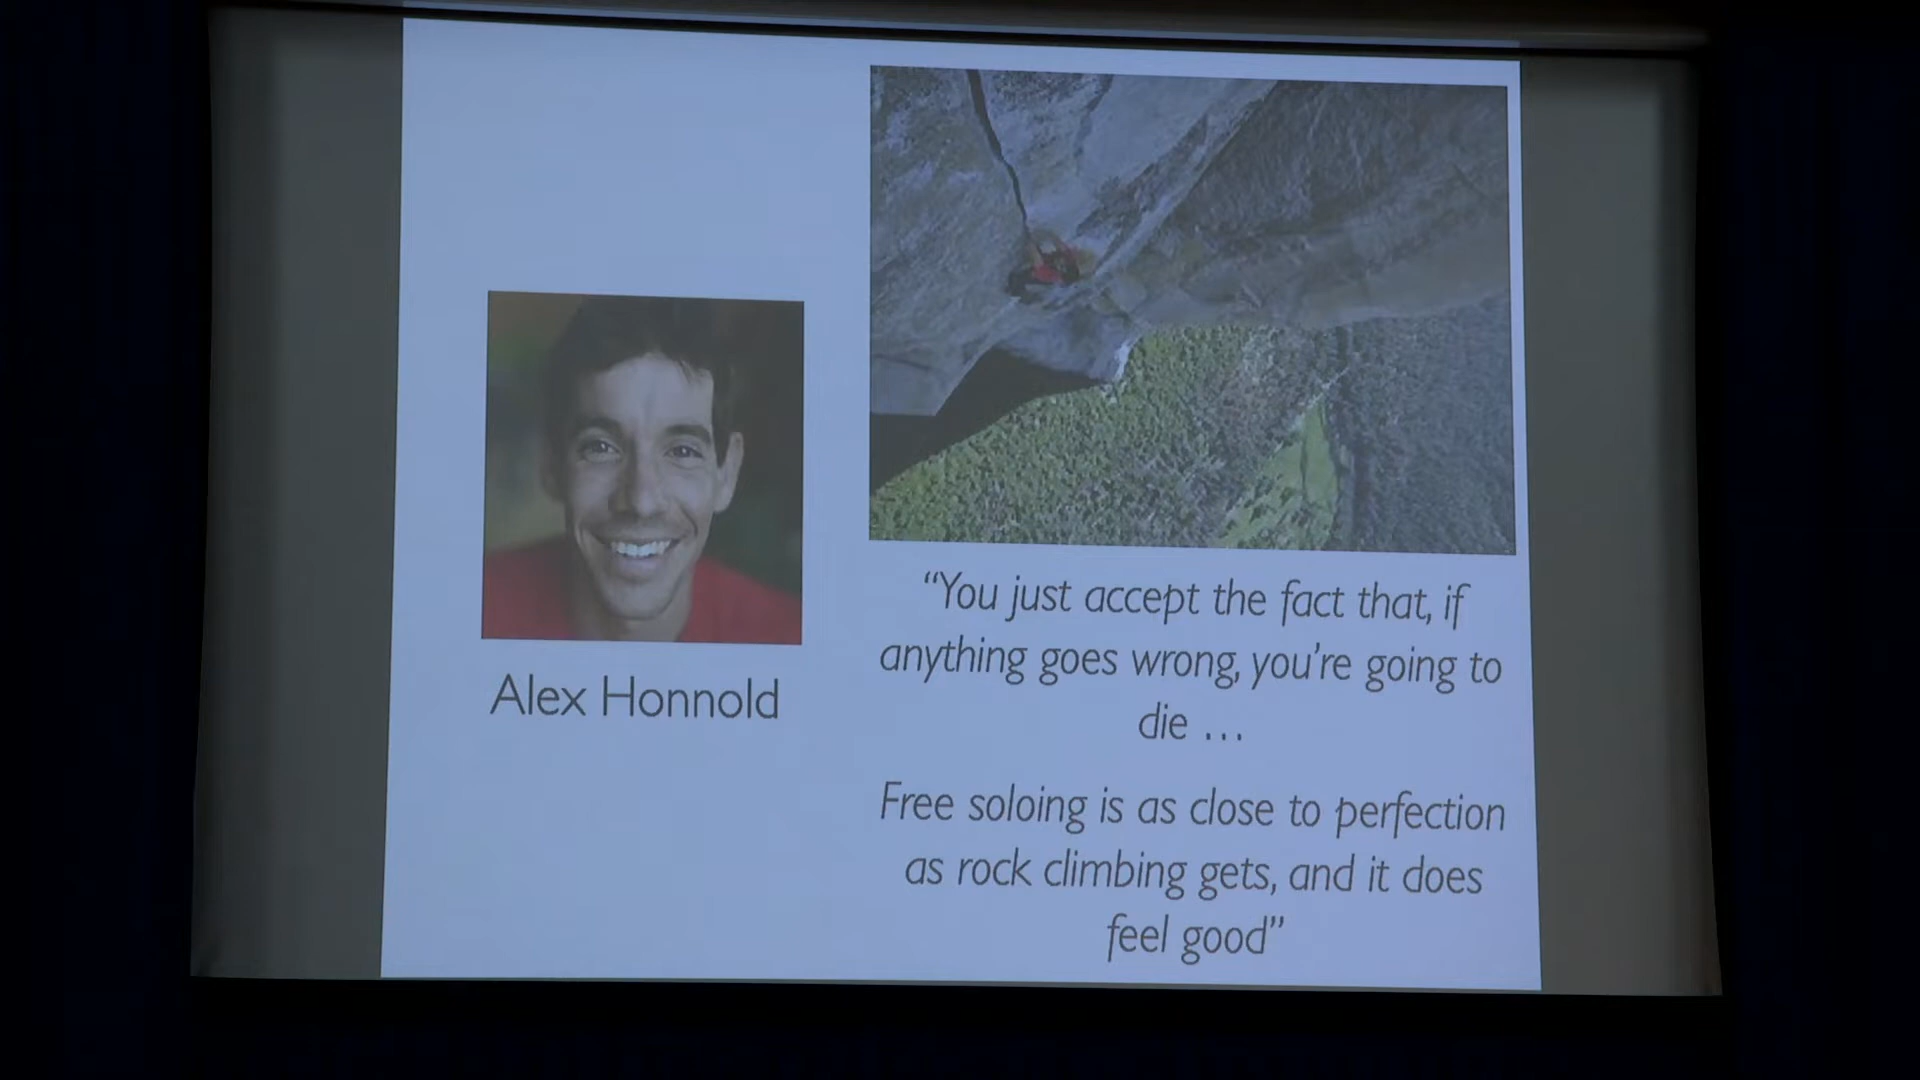 Alex Honnold
“You just accept the fact that, if
anything goes wrong, you’re going to
die …
Free soloing is as close to perfection
as rock climbing gets, and it does
feel good”